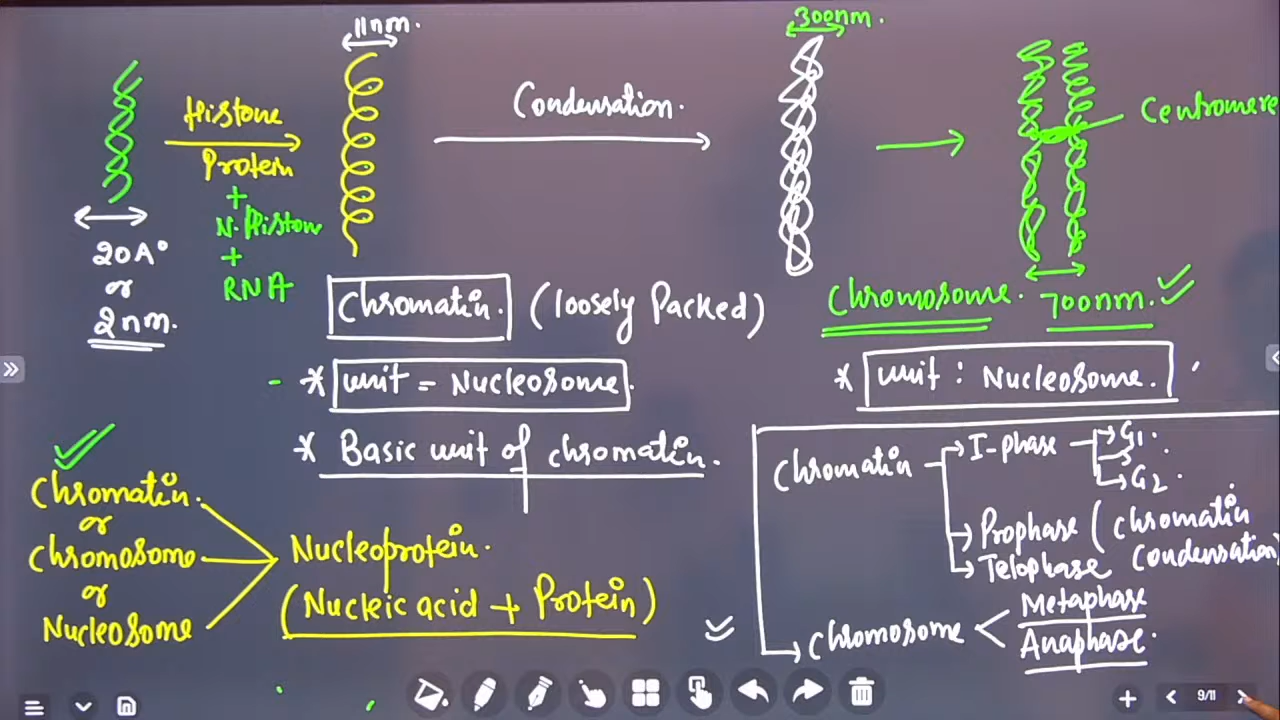 11nm.
300nm.
Histone
Protein
+
N.Histon
+
RNA
Condensation.
Centromere
20A°
or
2nm.
Chromatin. (loosely Packed)
Chromosome. 700nm.
* unit - Nucleosome.
* unit : Nucleosome.
* Basic unit of chromatin.
Chromatin.
or
Chromosome
or
Nucleosome
Nucleoprotein.
(Nucleic acid + Protein)
Chromatin
I-phase
G1.
S
G2.
Prophase (Chromatin
Telophase Condensation)
Chromosome
Metaphase
Anaphase.
9/11